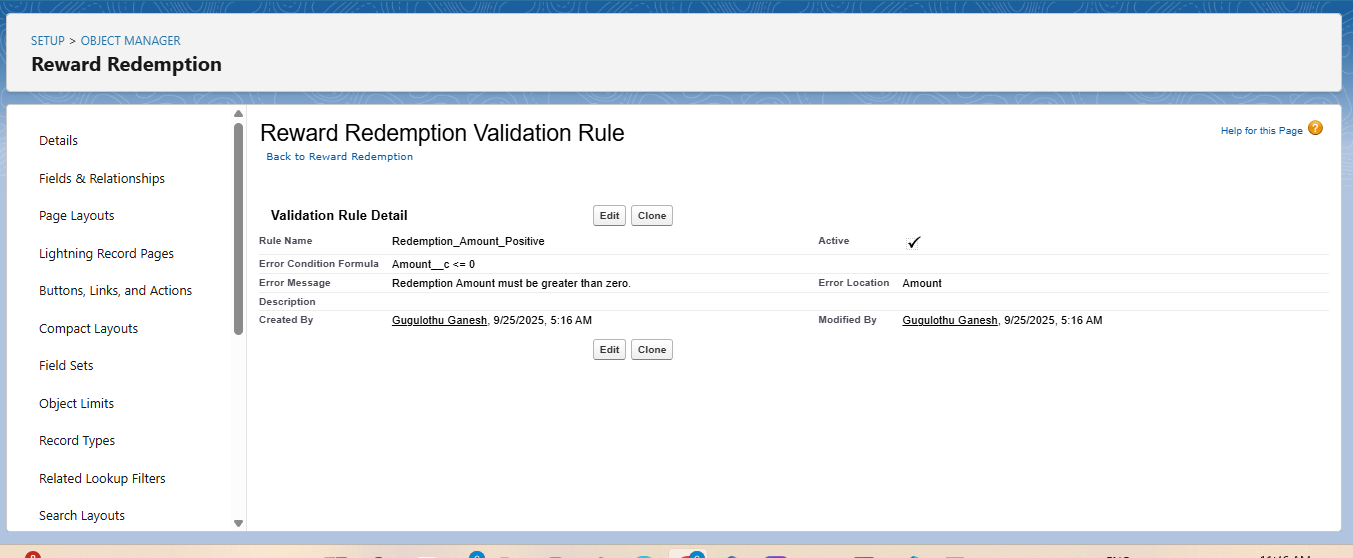 SETUP > OBJECT MANAGER
Reward Redemption
Details
Fields & Relationships
Page Layouts
Lightning Record Pages
Buttons, Links, and Actions
Compact Layouts
Field Sets
Object Limits
Record Types
Related Lookup Filters
Search Layouts
Reward Redemption Validation Rule
Help for this Page ?
Back to Reward Redemption
Validation Rule Detail
Edit Clone
Rule Name Redemption_Amount_Positive Active ✓
Error Condition Formula Amount__c <= 0
Error Message Redemption Amount must be greater than zero. Error Location Amount
Description
Created By Gugulothu Ganesh, 9/25/2025, 5:16 AM Modified By Gugulothu Ganesh, 9/25/2025, 5:16 AM
Edit Clone